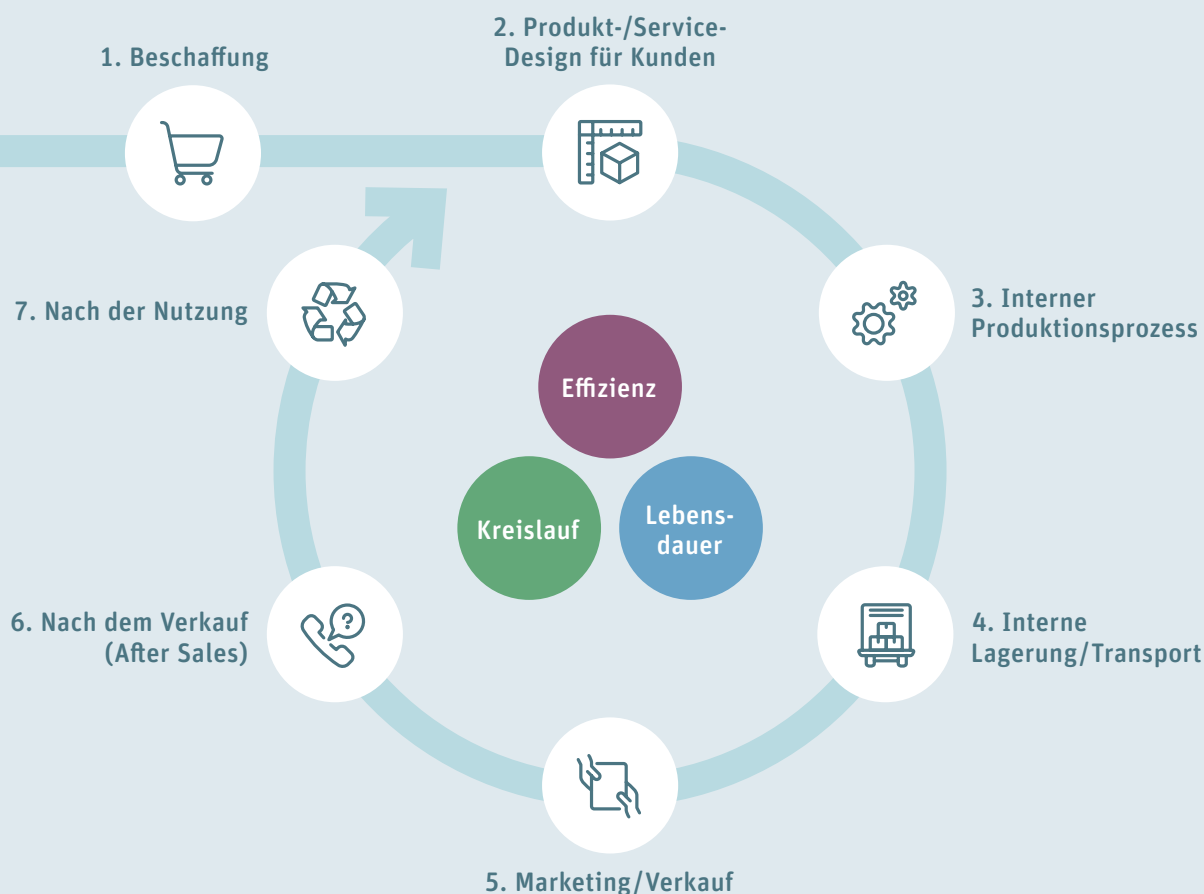 1. Beschaffung
2. Produkt-/Service-
Design für Kunden
3. Interner
Produktionsprozess
4. Interne
Lagerung/Transport
5. Marketing/Verkauf
6. Nach dem Verkauf
(After Sales)
?
7. Nach der Nutzung
Effizienz
Kreislauf
Lebens-
dauer